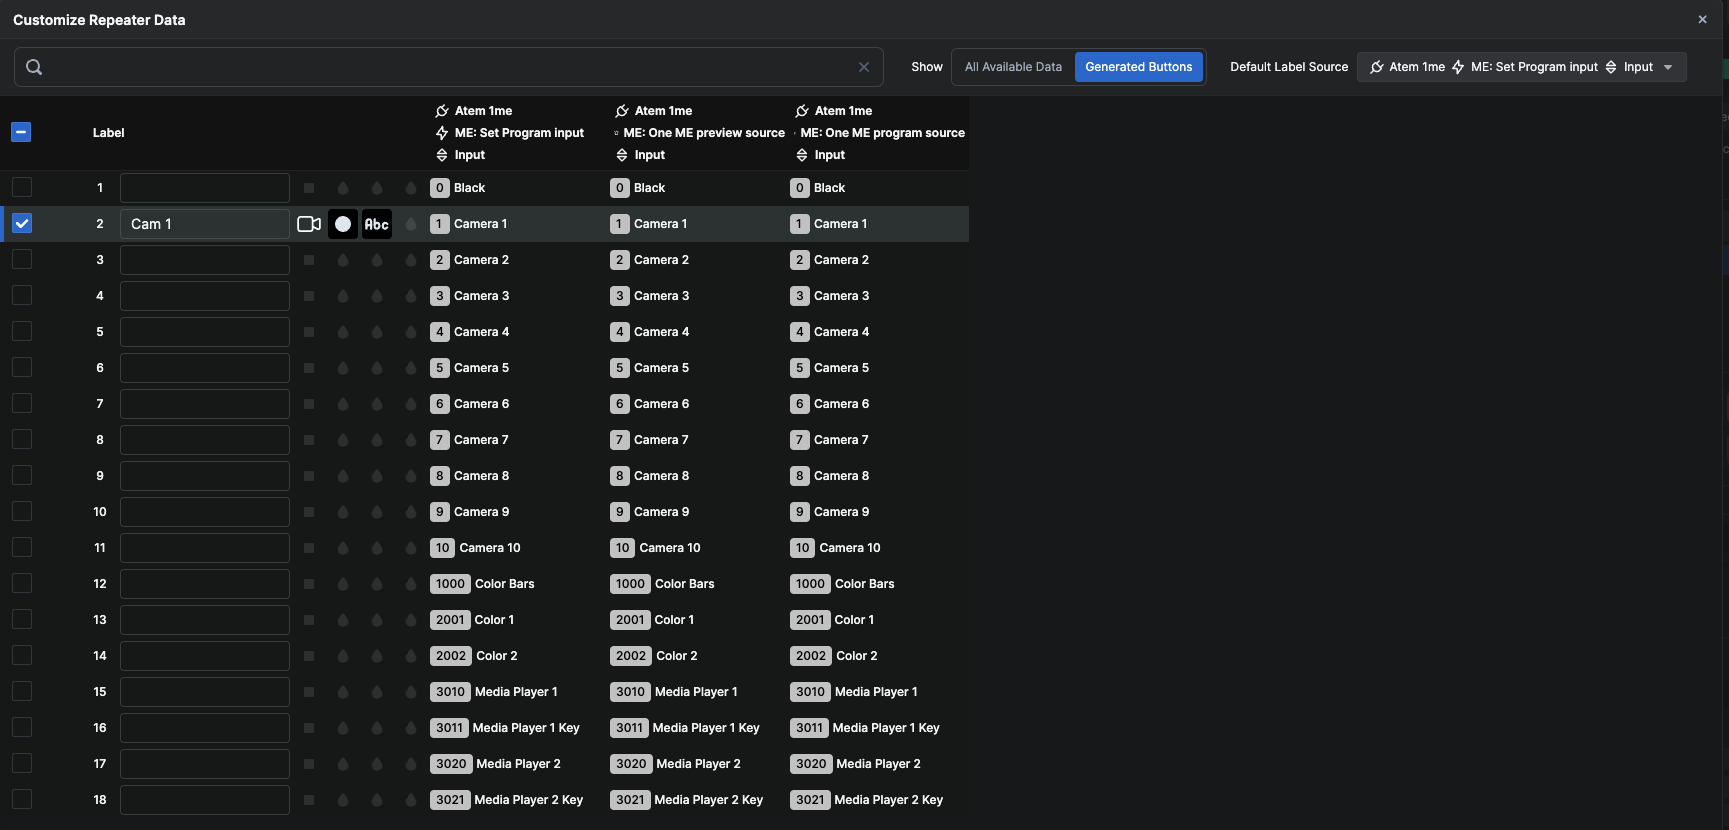 Customize Repeater Data
Show All Available Data Generated Buttons Default Label Source Atem 1me ME: Set Program input Input
Label
Atem 1me
ME: Set Program input
Input
Atem 1me
ME: One ME preview source
Input
Atem 1me
ME: One ME program source
Input
1 0 Black 0 Black 0 Black
2 Cam 1 Abc 1 Camera 1 1 Camera 1 1 Camera 1
3 2 Camera 2 2 Camera 2 2 Camera 2
4 3 Camera 3 3 Camera 3 3 Camera 3
5 4 Camera 4 4 Camera 4 4 Camera 4
6 5 Camera 5 5 Camera 5 5 Camera 5
7 6 Camera 6 6 Camera 6 6 Camera 6
8 7 Camera 7 7 Camera 7 7 Camera 7
9 8 Camera 8 8 Camera 8 8 Camera 8
10 9 Camera 9 9 Camera 9 9 Camera 9
11 10 Camera 10 10 Camera 10 10 Camera 10
12 1000 Color Bars 1000 Color Bars 1000 Color Bars
13 2001 Color 1 2001 Color 1 2001 Color 1
14 2002 Color 2 2002 Color 2 2002 Color 2
15 3010 Media Player 1 3010 Media Player 1 3010 Media Player 1
16 3011 Media Player 1 Key 3011 Media Player 1 Key 3011 Media Player 1 Key
17 3020 Media Player 2 3020 Media Player 2 3020 Media Player 2
18 3021 Media Player 2 Key 3021 Media Player 2 Key 3021 Media Player 2 Key